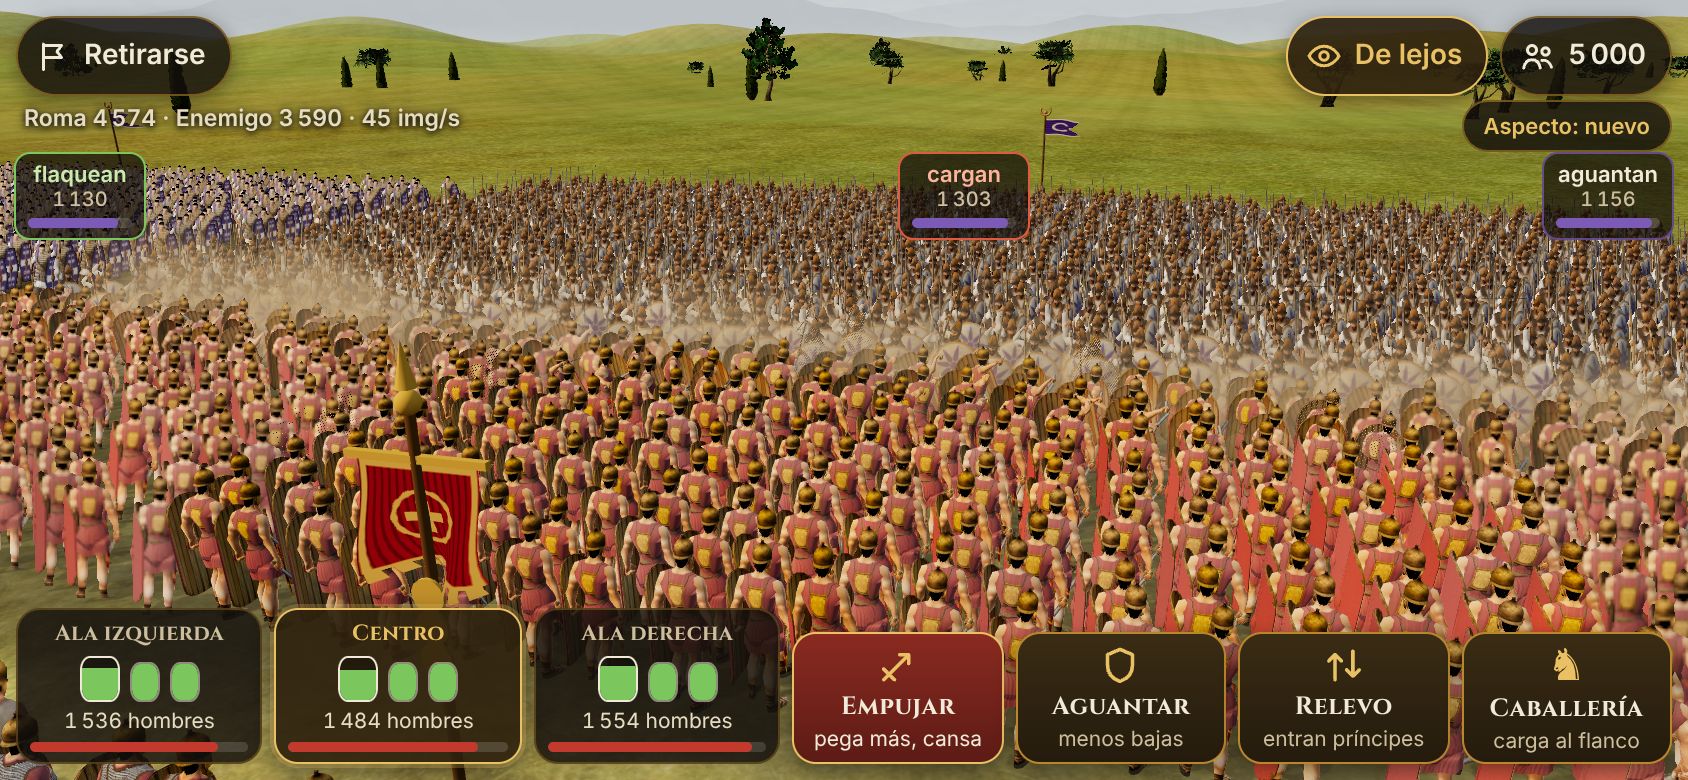 Retirarse
De lejos
5 000
Roma 4 574 · Enemigo 3 590 · 45 img/s
Aspecto: nuevo
flaquean
1 130
cargan
1 303
aguantan
1 156
Ala izquierda
1 536 hombres
Centro
1 484 hombres
Ala derecha
1 554 hombres
Empujar
pega más, cansa
Aguantar
menos bajas
Relevo
entran príncipes
Caballería
carga al flanco